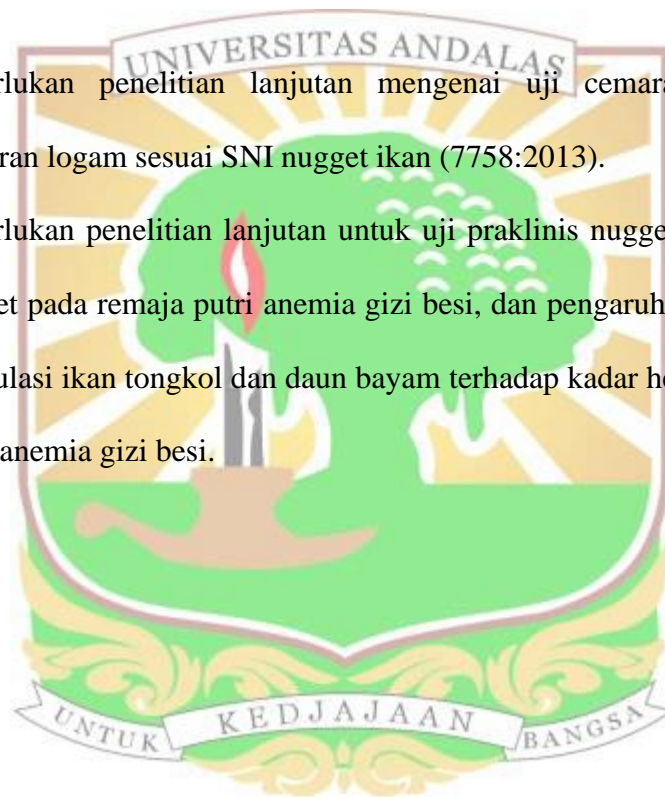 UNIVERSITAS ANDALAS
rlukan penelitian lanjutan mengenai uji cemara
ran logam sesuai SNI nugget ikan (7758:2013).
rlukan penelitian lanjutan untuk uji praklinis nugge
et pada remaja putri anemia gizi besi, dan pengaruh
ulasi ikan tongkol dan daun bayam terhadap kadar he
anemia gizi besi.
UNTUK KEDJAJAAN BANGSA